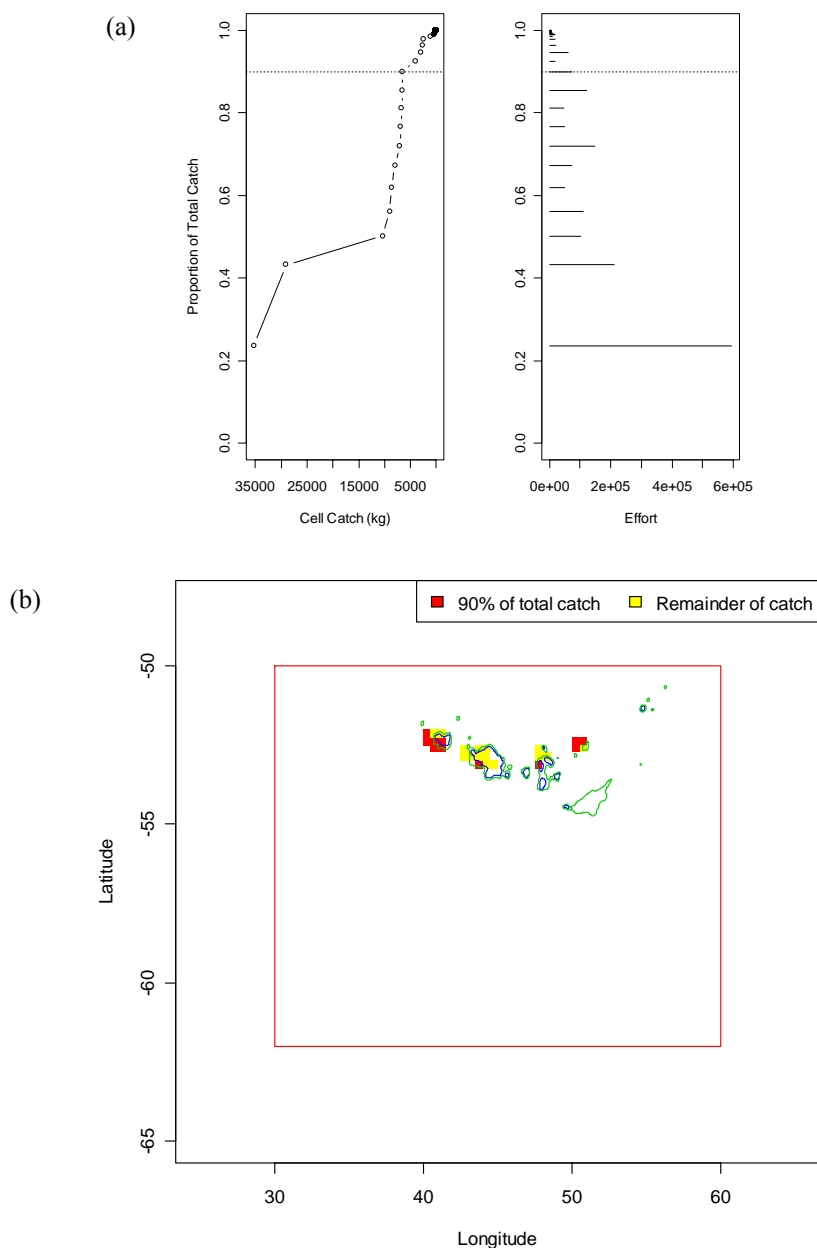 (a)
1.0
0.8
0.6
0.4
0.2
0.0
Proportion of Total Catch
35000 25000 15000 5000
Cell Catch (kg)
1.0
0.8
0.6
0.4
0.2
0.0
0e+00 2e+05 4e+05 6e+05
Effort
(b)
90% of total catch Remainder of catch
-50
-55
-60
-65
Latitude
30 40 50 60
Longitude